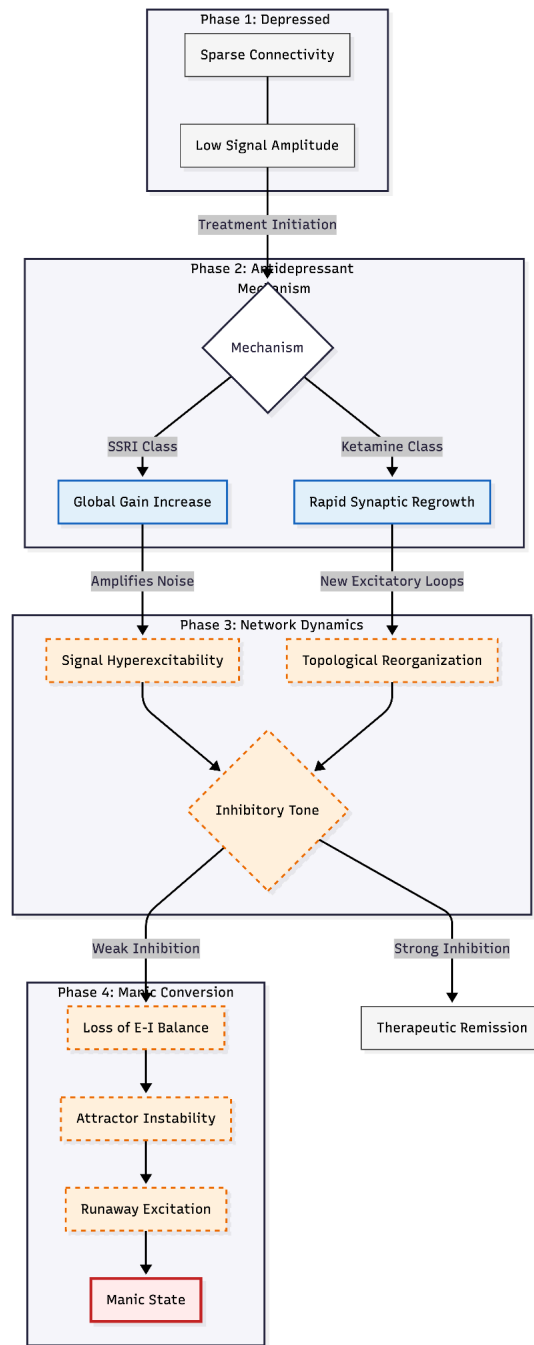 Phase 1: Depressed
Sparse Connectivity
Low Signal Amplitude
Treatment Initiation
Phase 2: Antidepressant
Mechanism
Mechanism
SSRI Class
Ketamine Class
Global Gain Increase
Rapid Synaptic Regrowth
Amplifies Noise
New Excitatory Loops
Phase 3: Network Dynamics
Signal Hyperexcitability
Topological Reorganization
Inhibitory Tone
Weak Inhibition
Strong Inhibition
Phase 4: Manic Conversion
Loss of E-I Balance
Therapeutic Remission
Attractor Instability
Runaway Excitation
Manic State